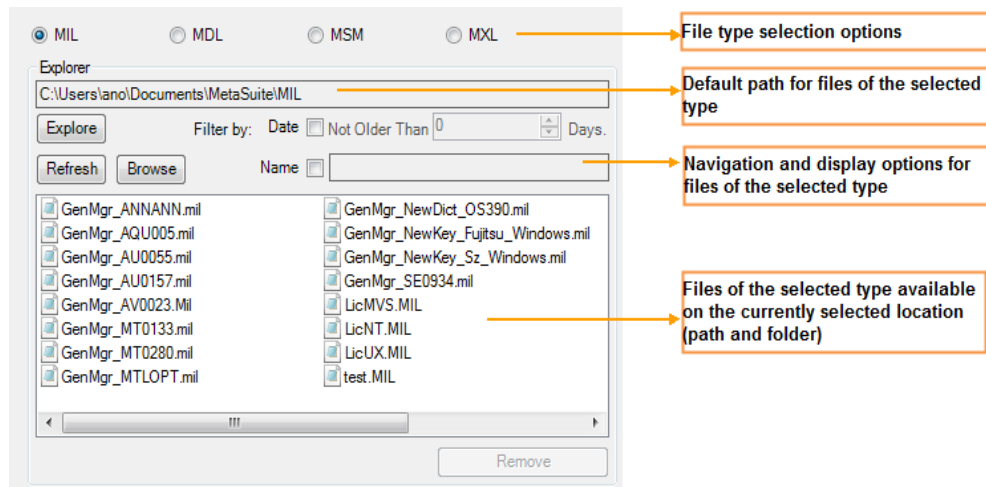 MIL MDL MSM MXL
File type selection options
Explorer
C:\Users\ano\Documents\MetaSuite\MIL
Default path for files of the selected
type
Explore Filter by: Date Not Older Than 0 Days.
Refresh Browse Name
Navigation and display options for
files of the selected type
GenMgr_ANNANN.mil
GenMgr_AQU005.mil
GenMgr_AU0055.mil
GenMgr_AU0157.mil
GenMgr_AV0023.Mil
GenMgr_MT0133.mil
GenMgr_MT0280.mil
GenMgr_MTLOPT.mil
GenMgr_NewDict_OS390.mil
GenMgr_NewKey_Fujitsu_Windows.mil
GenMgr_NewKey_Sz_Windows.mil
GenMgr_SE0934.mil
LicMVS.MIL
LicNT.MIL
LicUX.MIL
test.MIL
Files of the selected type available
on the currently selected location
(path and folder)
Remove